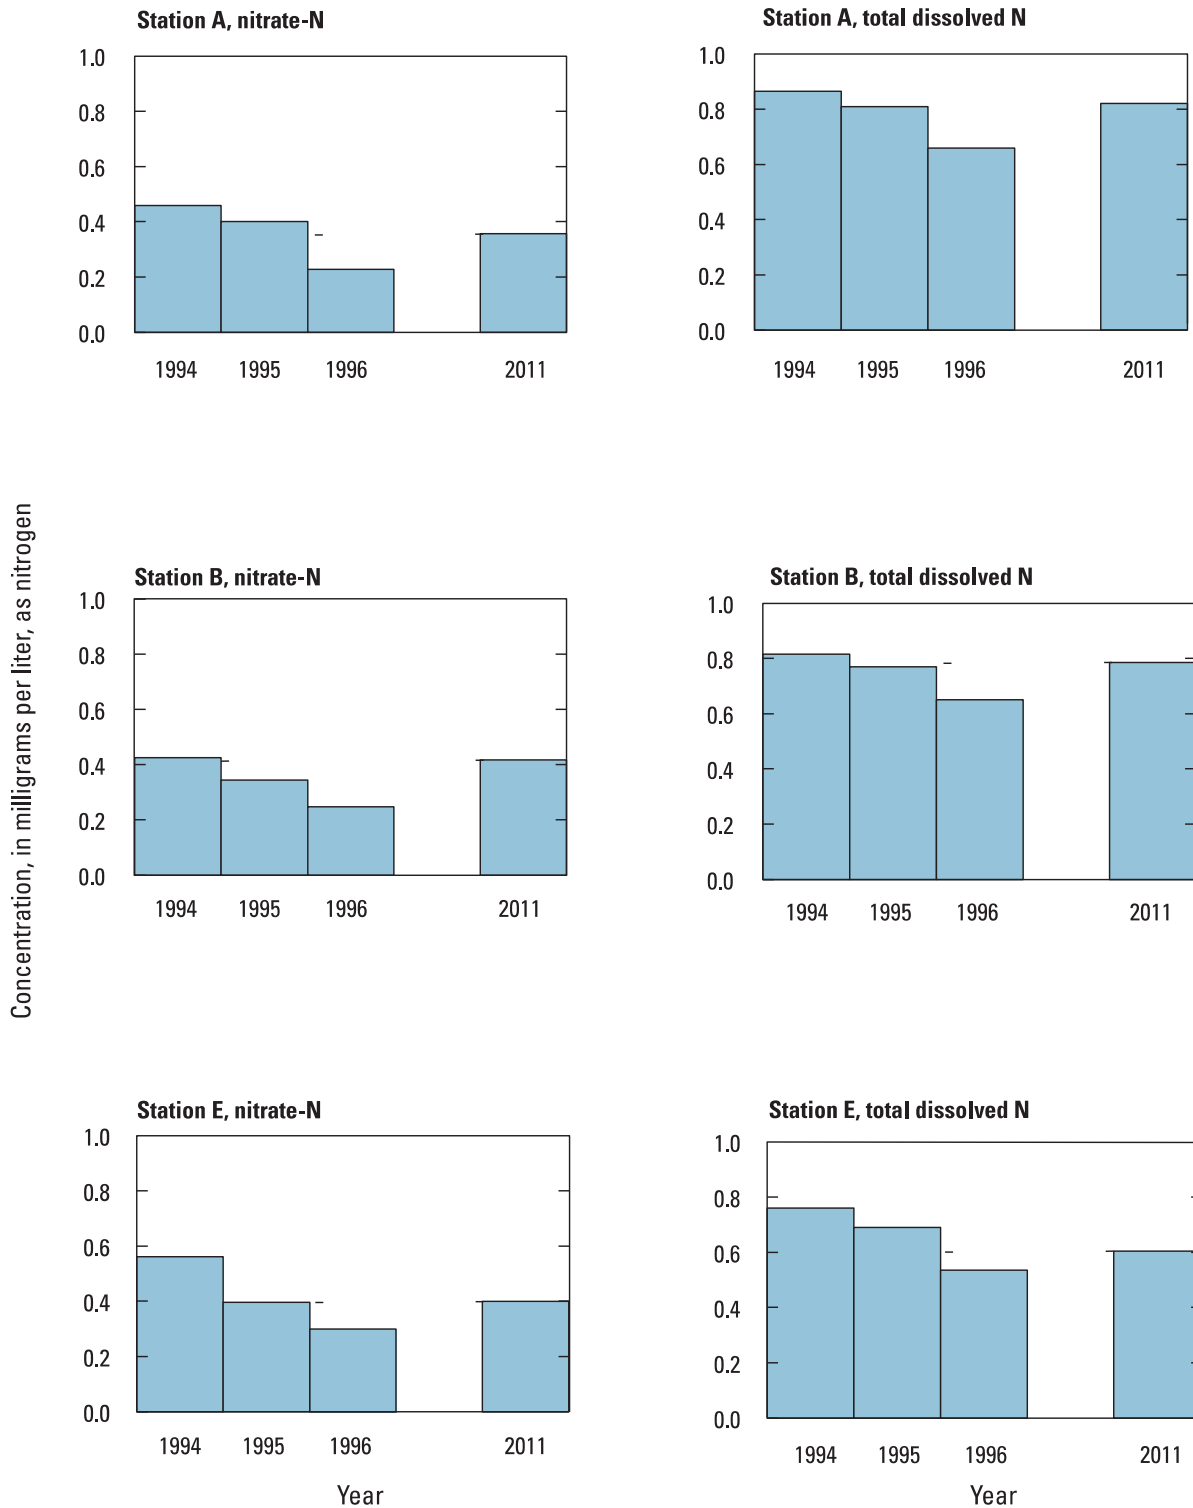 Station A, nitrate-N
1.0
0.8
0.6
0.4
0.2
0.0
1994 1995 1996 2011
Station A, total dissolved N
1.0
0.8
0.6
0.4
0.2
0.0
1994 1995 1996 2011
Concentration, in milligrams per liter, as nitrogen
Station B, nitrate-N
1.0
0.8
0.6
0.4
0.2
0.0
1994 1995 1996 2011
Station B, total dissolved N
1.0
0.8
0.6
0.4
0.2
0.0
1994 1995 1996 2011
Station E, nitrate-N
1.0
0.8
0.6
0.4
0.2
0.0
1994 1995 1996 2011
Year
Station E, total dissolved N
1.0
0.8
0.6
0.4
0.2
0.0
1994 1995 1996 2011
Year